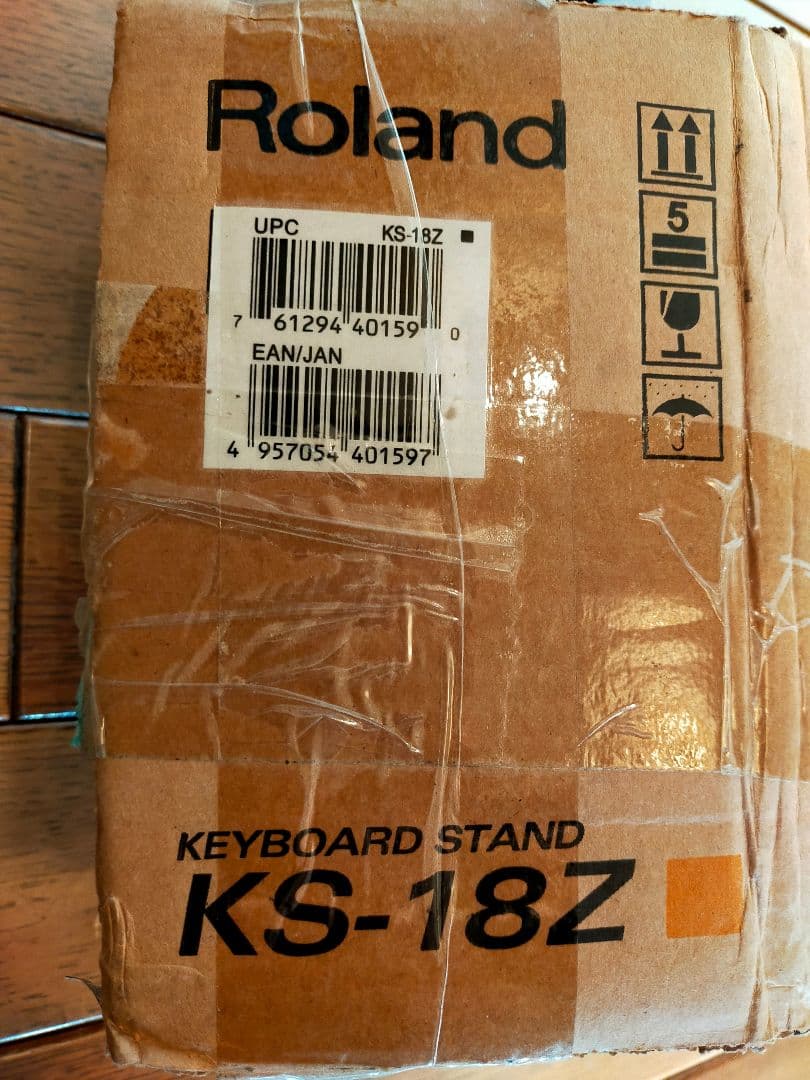 Roland
UPC KS-18Z
7 61294 40159 0
EAN/JAN
4 957054 401597
5
KEYBOARD STAND
KS-18Z